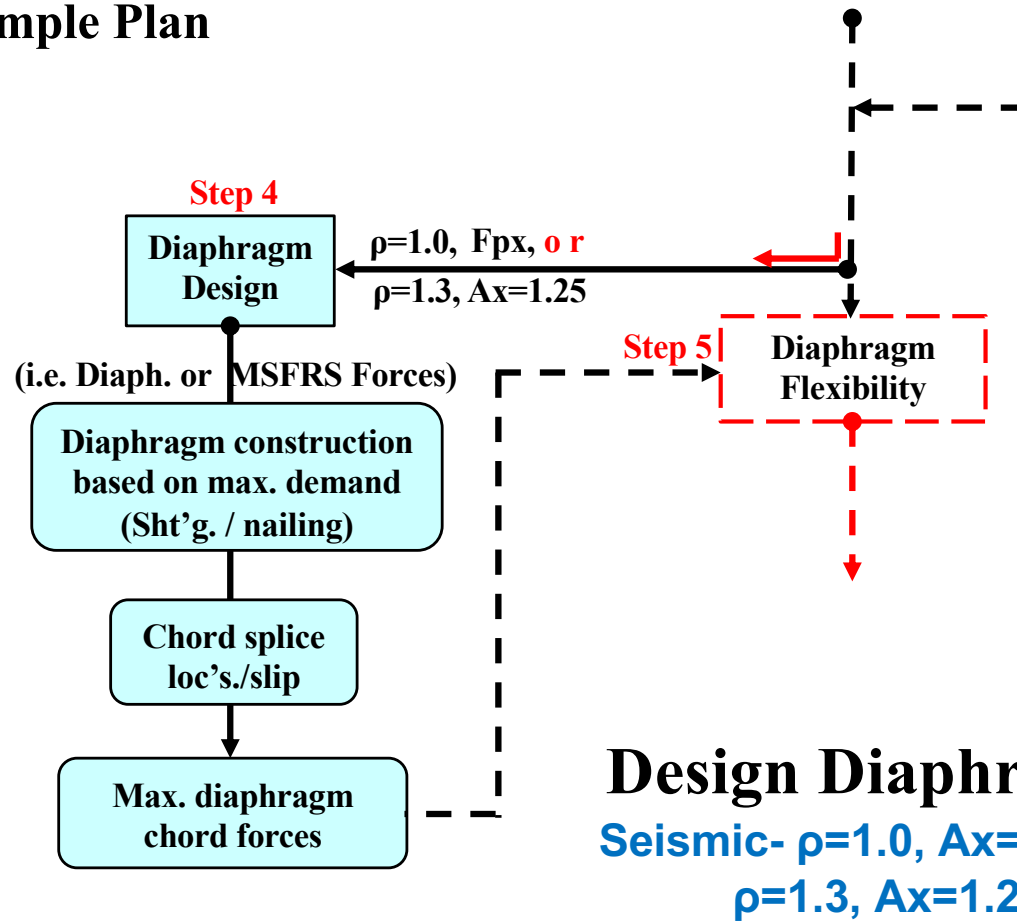 mple Plan
Step 4
Diaphragm
Design
ρ=1.0, Fpx, o r
ρ=1.3, Ax=1.25
Step 5
Diaphragm
Flexibility
(i.e. Diaph. or MSFRS Forces)
Diaphragm construction
based on max. demand
(Sht’g. / nailing)
Chord splice
loc’s./slip
Max. diaphragm
chord forces
Design Diaphr
Seismic- ρ=1.0, Ax=
ρ=1.3, Ax=1.2